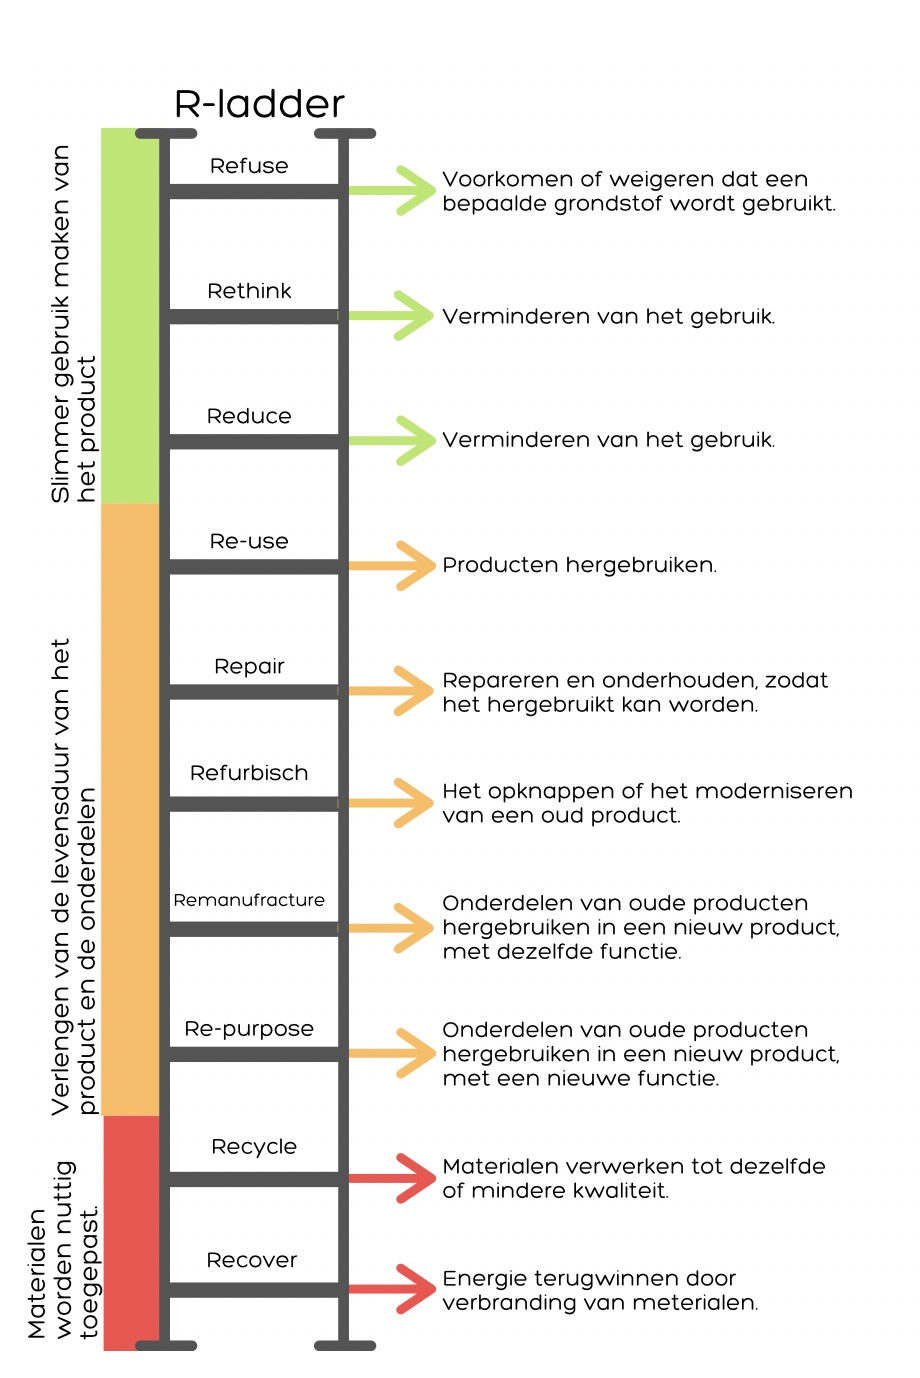 R-ladder
Slimmer gebruik maken van
het product
Refuse
Voorkomen of weigeren dat een
bepaalde grondstof wordt gebruikt.
Rethink
Verminderen van het gebruik.
Reduce
Verminderen van het gebruik.
Verlengen van de levensduur van het
product en de onderdelen
Re-use
Producten hergebruiken.
Repair
Repareren en onderhouden, zodat
het hergebruikt kan worden.
Refurbisch
Het opknappen of het moderniseren
van een oud product.
Remanufracture
Onderdelen van oude producten
hergebruiken in een nieuw product,
met dezelfde functie.
Re-purpose
Onderdelen van oude producten
hergebruiken in een nieuw product,
met een nieuwe functie.
Materialen
worden nuttig
toegepast.
Recycle
Materialen verwerken tot dezelfde
of mindere kwaliteit.
Recover
Energie terugwinnen door
verbranding van meterialen.